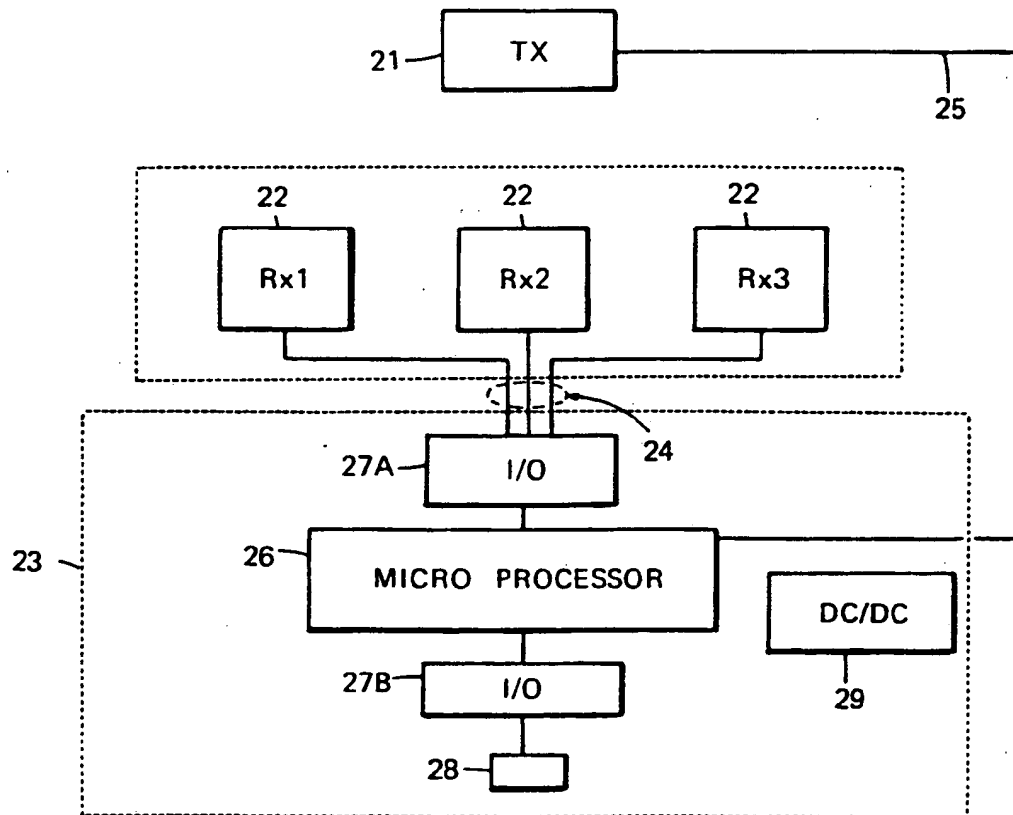 21
TX
25
22
22
22
Rx1
Rx2
Rx3
24
27A
I/O
23
26
MICRO PROCESSOR
DC/DC
29
27B
I/O
28